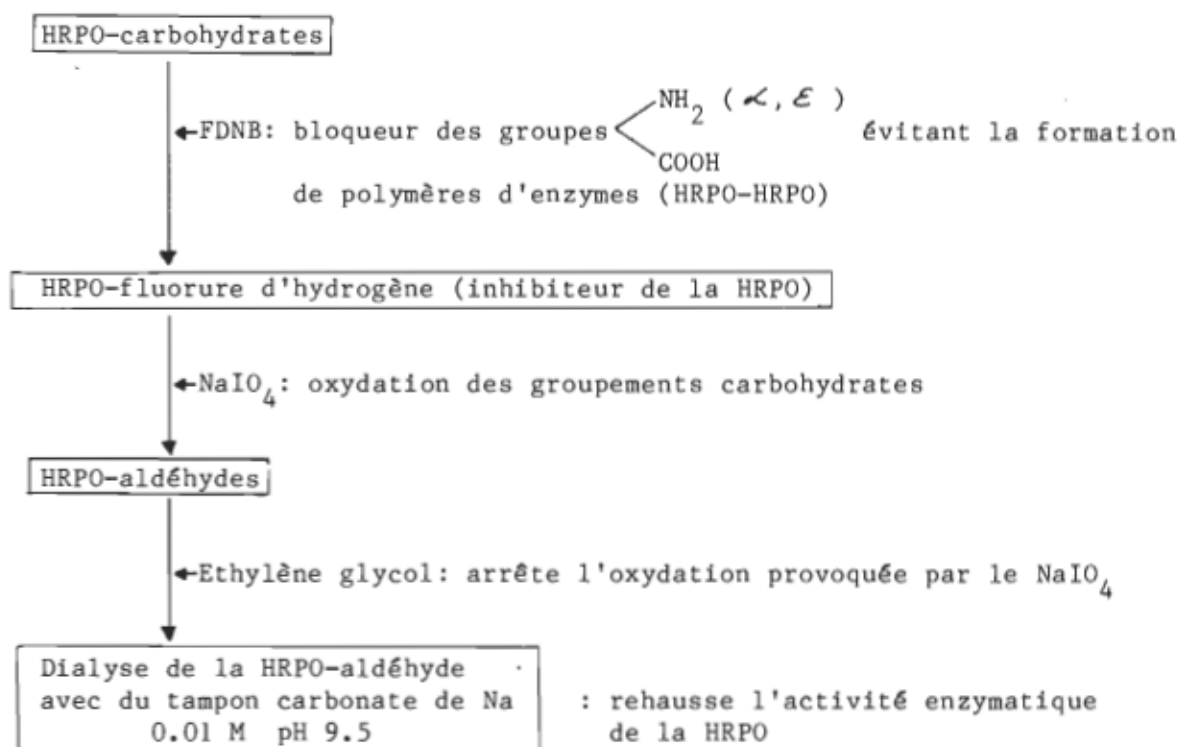 HRPO-carbohydrates
NH₂ (α, ε)
←FDNB: bloqueur des groupes évitant la formation
COOH
de polymères d'enzymes (HRPO-HRPO)
HRPO-fluorure d'hydrogène (inhibiteur de la HRPO)
←NaIO₄: oxydation des groupements carbohydrates
HRPO-aldéhydes
←Ethylène glycol: arrête l'oxydation provoquée par le NaIO₄
Dialyse de la HRPO-aldéhyde
avec du tampon carbonate de Na : rehausse l'activité enzymatique
0.01 M pH 9.5 de la HRPO